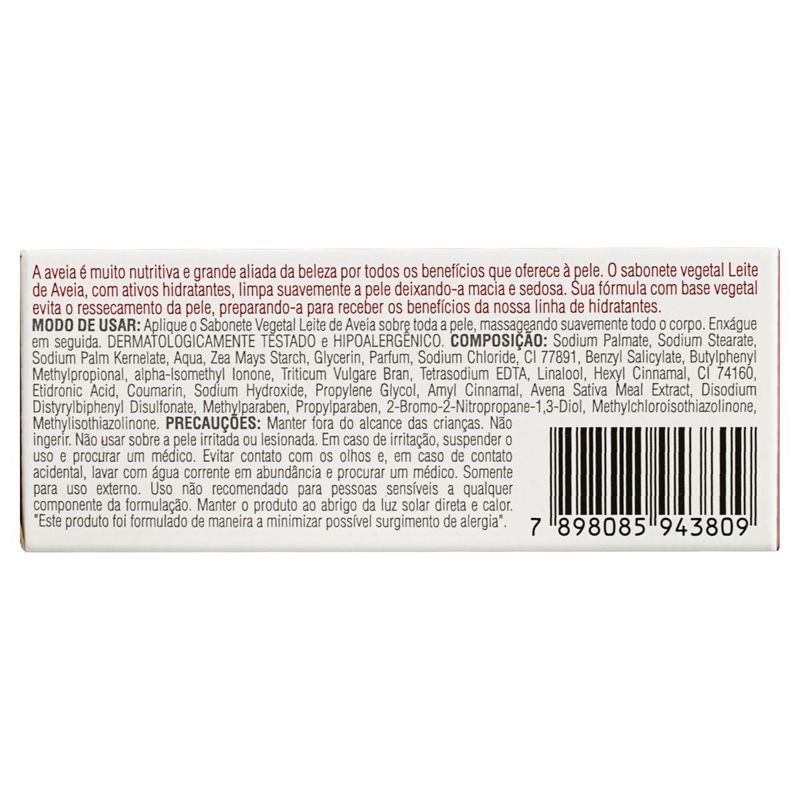 A aveia é muito nutritiva e grande aliada da beleza por todos os benefícios que oferece à pele. O sabonete vegetal Leite
de Aveia, com ativos hidratantes, limpa suavemente a pele deixando-a macia e sedosa. Sua fórmula com base vegetal
evita o ressecamento da pele, preparando-a para receber os benefícios da nossa linha de hidratantes.
MODO DE USAR: Aplique o Sabonete Vegetal Leite de Aveia sobre toda a pele, massageando suavemente todo o corpo. Enxágue
em seguida. DERMATOLOGICAMENTE TESTADO e HIPOALERGÊNICO. COMPOSIÇÃO: Sodium Palmate, Sodium Stearate,
Sodium Palm Kernelate, Aqua, Zea Mays Starch, Glycerin, Parfum, Sodium Chloride, CI 77891, Benzyl Salicylate, Butylphenyl
Methylpropional, alpha-Isomethyl Ionone, Triticum Vulgare Bran, Tetrasodium EDTA, Linalool, Hexyl Cinnamal, CI 74160,
Etidronic Acid, Coumarin, Sodium Hydroxide, Propylene Glycol, Amyl Cinnamal, Avena Sativa Meal Extract, Disodium
Distyrylbiphenyl Disulfonate, Methylparaben, Propylparaben, 2-Bromo-2-Nitropropane-1,3-Diol, Methylchloroisothiazolinone,
Methylisothiazolinone. PRECAUÇÕES: Manter fora do alcance das crianças. Não
ingerir. Não usar sobre a pele irritada ou lesionada. Em caso de irritação, suspender o
uso e procurar um médico. Evitar contato com os olhos e, em caso de contato
acidental, lavar com água corrente em abundância e procurar um médico. Somente
para uso externo. Uso não recomendado para pessoas sensíveis a qualquer
componente da formulação. Manter o produto ao abrigo da luz solar direta e calor.
"Este produto foi formulado de maneira a minimizar possível surgimento de alergia".
7 898085 943809